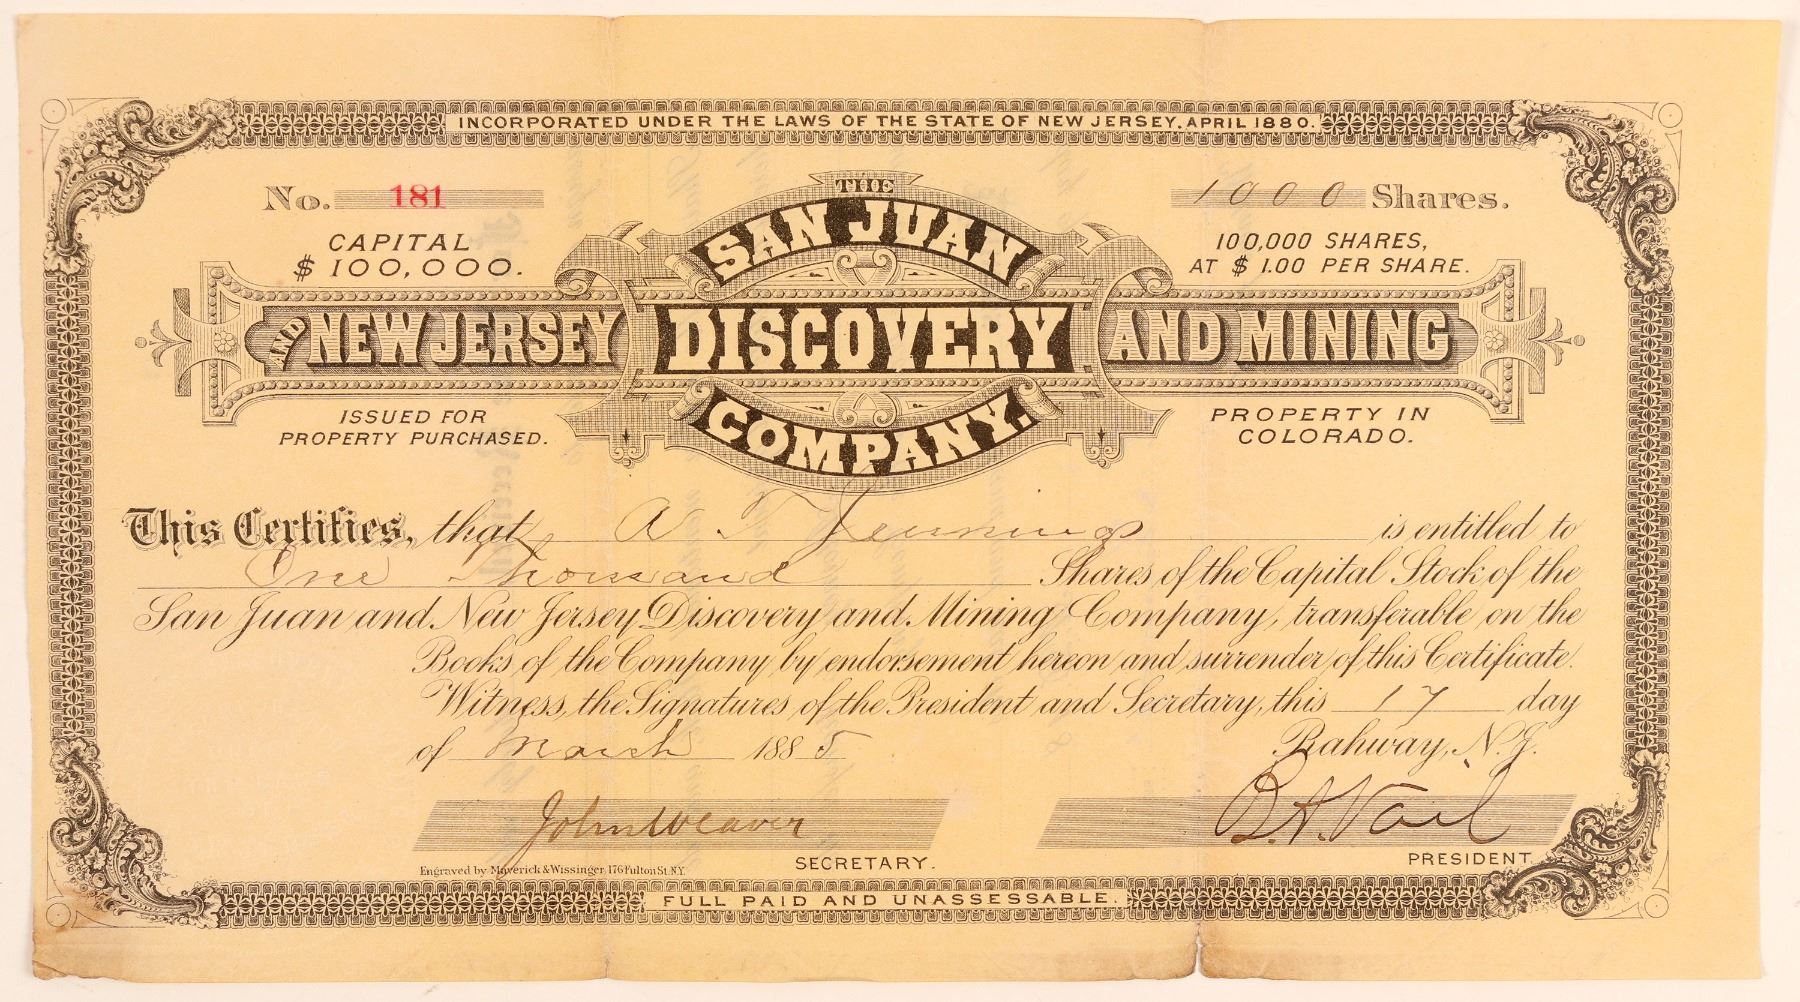 INCORPORATED UNDER THE LAWS OF THE STATE OF NEW JERSEY, APRIL 1880.
No. 181
1000 Shares.
CAPITAL
$ 100,000.
100,000 SHARES,
AT $ 1.00 PER SHARE.
THE
SAN JUAN
AND NEW JERSEY DISCOVERY AND MINING
COMPANY.
ISSUED FOR
PROPERTY PURCHASED.
PROPERTY IN
COLORADO.
This Certifies, that A T Jennings is entitled to
One Thousand Shares of the Capital Stock of the
San Juan and New Jersey Discovery and Mining Company, transferable on the
Books of the Company by endorsement hereon and surrender of this Certificate.
Witness, the Signatures of the President and Secretary, this 17 day
of March 1885 Rahway, N.J.
John Weaver
SECRETARY.
B. A. Vail
PRESIDENT.
Engraved by Maverick & Wissinger, 176 Fulton St. N.Y.
FULL PAID AND UNASSESSABLE.